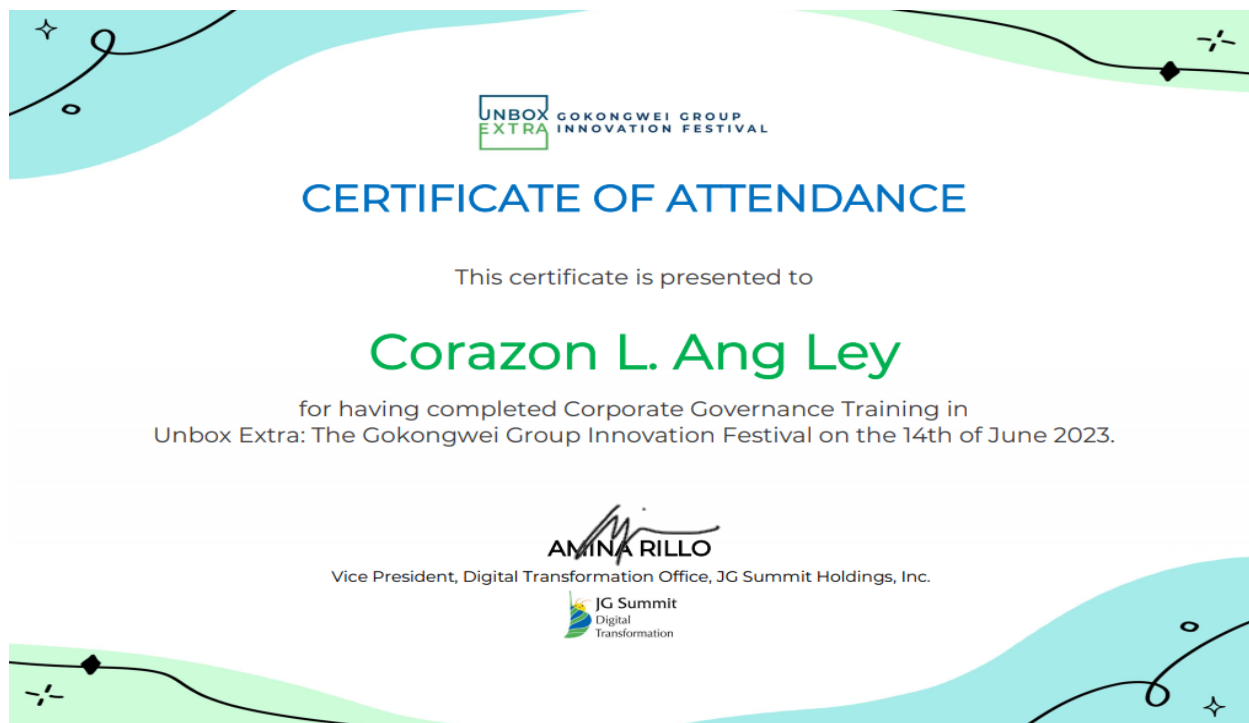 UNBOX EXTRA GOKONGWEI GROUP INNOVATION FESTIVAL
CERTIFICATE OF ATTENDANCE
This certificate is presented to
Corazon L. Ang Ley
for having completed Corporate Governance Training in
Unbox Extra: The Gokongwei Group Innovation Festival on the 14th of June 2023.
AMINA RILLO
Vice President, Digital Transformation Office, JG Summit Holdings, Inc.
JG Summit
Digital
Transformation